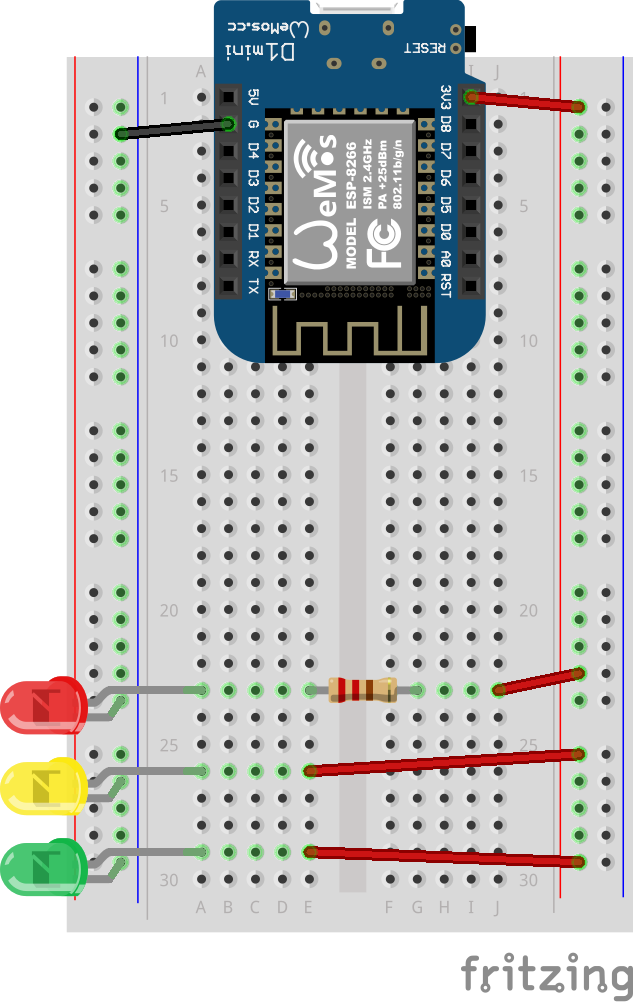 WeMos.cc
D1 mini
RESET
A
I
J
1
1
5V
G
D4
D3
D2
D1
RX
TX
3V3
D8
D7
D6
D5
D0
A0
RST
WeMos
MODEL ESP-8266
ISM 2.4GHz
PA +25dBm
802.11b/g/n
FC
5
5
10
10
15
15
20
20
25
25
30
30
A B C D E F G H I J
fritzing